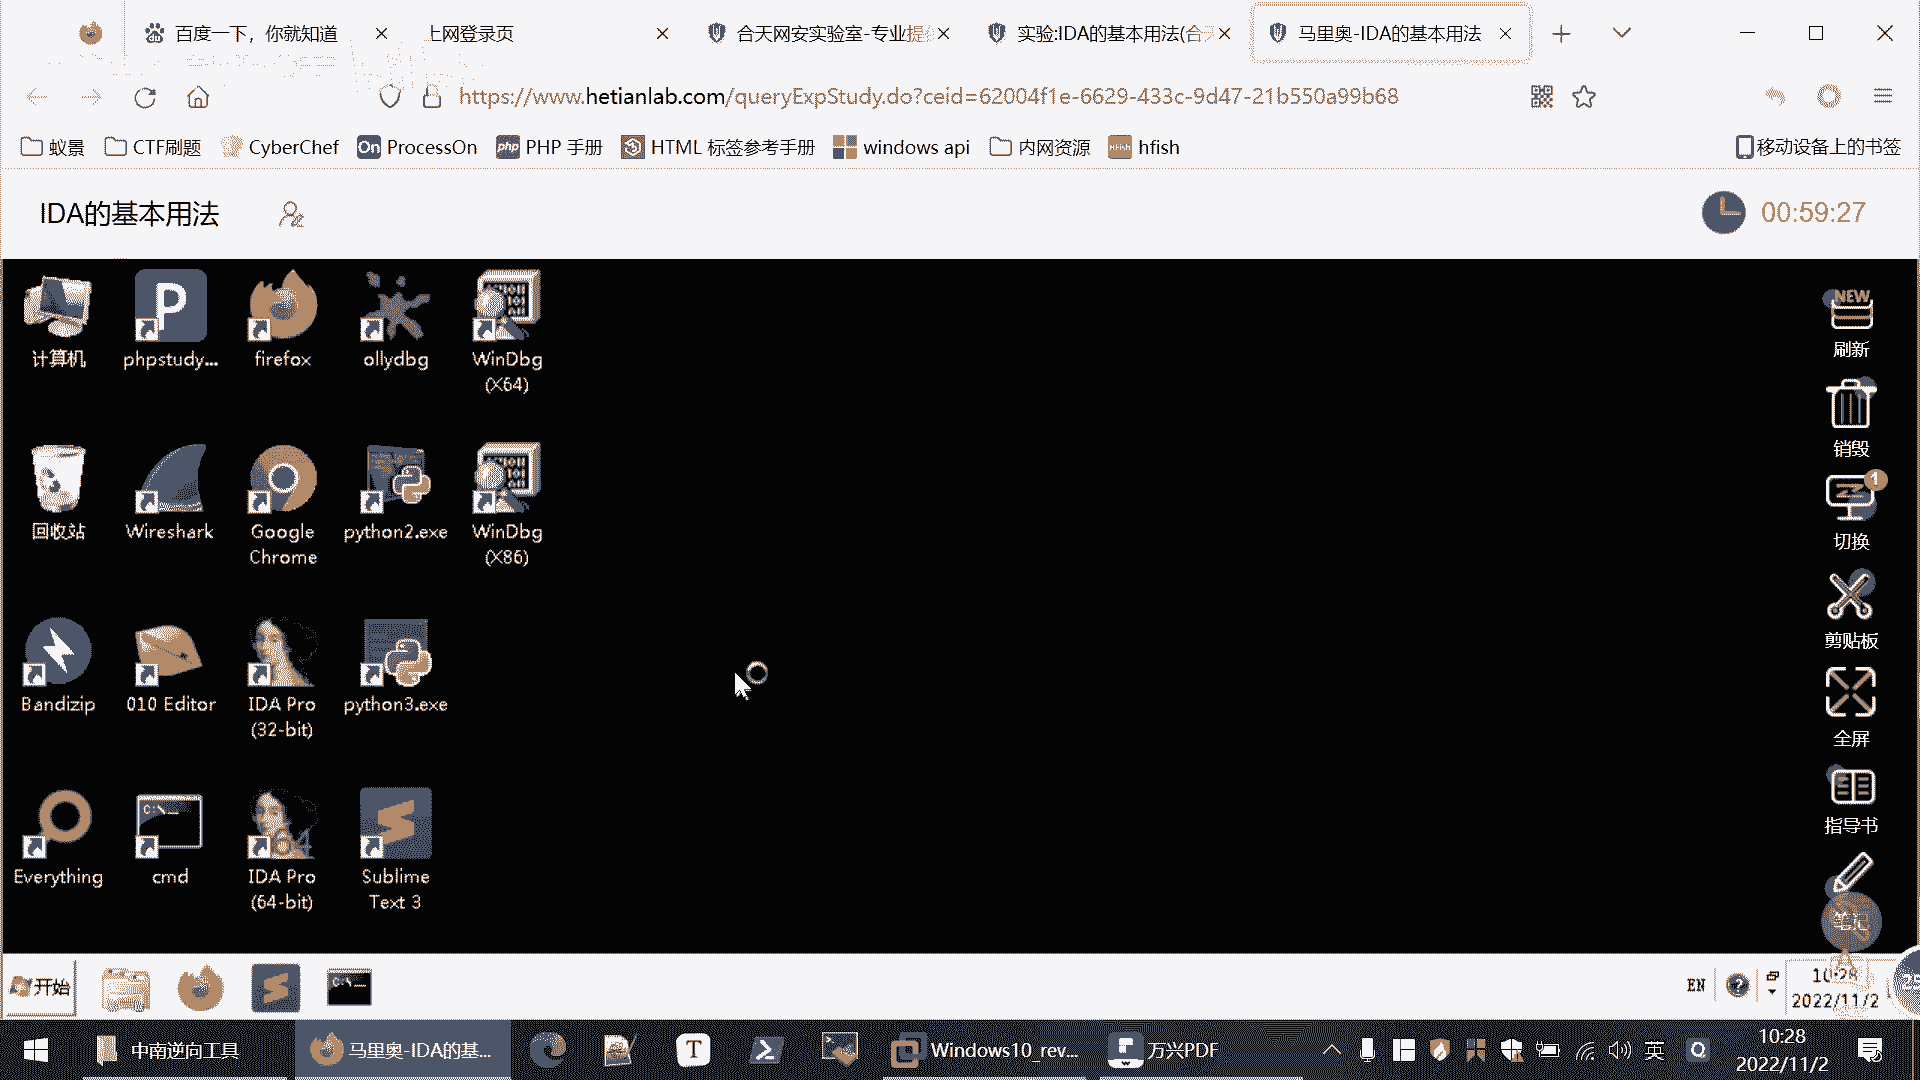 百度一下，你就知道
上网登录页
合天网安实验室-专业提
实验:IDA的基本用法(合
马里奥-IDA的基本用法
https://www.hetianlab.com/queryExpStudy.do?ceid=62004f1e-6629-433c-9d47-21b550a99b68
蚁景
CTF刷题
CyberChef
On
ProcessOn
php
PHP 手册
HTML 标签参考手册
windows api
内网资源
hfish
移动设备上的书签
IDA的基本用法
00:59:27
计算机
phpstudy...
firefox
ollydbg
WinDbg
(X64)
NEW
刷新
销毁
回收站
Wireshark
Google
Chrome
python2.exe
WinDbg
(X86)
1
切换
剪贴板
Bandizip
010 Editor
IDA Pro
(32-bit)
python3.exe
全屏
指导书
Everything
cmd
IDA Pro
(64-bit)
Sublime
Text 3
笔记
开始
EN
10:28
2022/11/2
25
中南逆向工具
马里奥-IDA的基...
Windows10_rev...
万兴PDF
英
10:28
2022/11/2